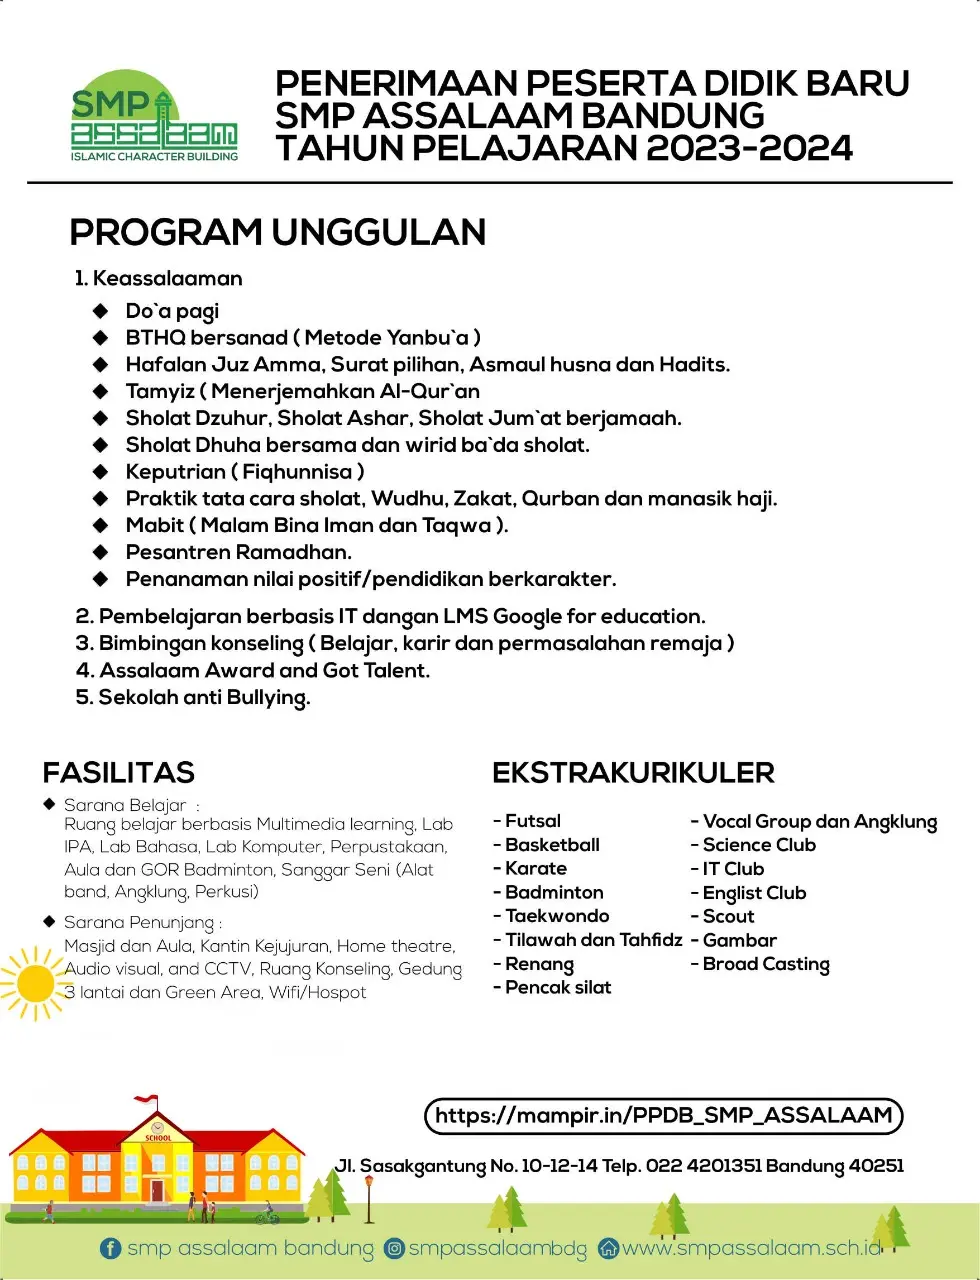 SMP
assalaam
ISLAMIC CHARACTER BUILDING
PENERIMAAN PESERTA DIDIK BARU
SMP ASSALAAM BANDUNG
TAHUN PELAJARAN 2023-2024
PROGRAM UNGGULAN
1. Keassalaaman
◆ Do`a pagi
◆ BTHQ bersanad ( Metode Yanbu`a )
◆ Hafalan Juz Amma, Surat pilihan, Asmaul husna dan Hadits.
◆ Tamyiz ( Menerjemahkan Al-Qur`an
◆ Sholat Dzuhur, Sholat Ashar, Sholat Jum`at berjamaah.
◆ Sholat Dhuha bersama dan wirid ba`da sholat.
◆ Keputrian ( Fiqhunnisa )
◆ Praktik tata cara sholat, Wudhu, Zakat, Qurban dan manasik haji.
◆ Mabit ( Malam Bina Iman dan Taqwa ).
◆ Pesantren Ramadhan.
◆ Penanaman nilai positif/pendidikan berkarakter.
2. Pembelajaran berbasis IT dangan LMS Google for education.
3. Bimbingan konseling ( Belajar, karir dan permasalahan remaja )
4. Assalaam Award and Got Talent.
5. Sekolah anti Bullying.
FASILITAS
◆ Sarana Belajar :
Ruang belajar berbasis Multimedia learning, Lab
IPA, Lab Bahasa, Lab Komputer, Perpustakaan,
Aula dan GOR Badminton, Sanggar Seni (Alat
band, Angklung, Perkusi)
◆ Sarana Penunjang :
Masjid dan Aula, Kantin Kejujuran, Home theatre,
Audio visual, and CCTV, Ruang Konseling, Gedung
3 lantai dan Green Area, Wifi/Hospot
EKSTRAKURIKULER
- Futsal
- Basketball
- Karate
- Badminton
- Taekwondo
- Tilawah dan Tahfidz
- Renang
- Pencak silat
- Vocal Group dan Angklung
- Science Club
- IT Club
- Englist Club
- Scout
- Gambar
- Broad Casting
https://mampir.in/PPDB_SMP_ASSALAAM
SCHOOL
Jl. Sasakgantung No. 10-12-14 Telp. 022 4201351 Bandung 40251
smp assalaam bandung smpassalaambdg www.smpassalaam.sch.id